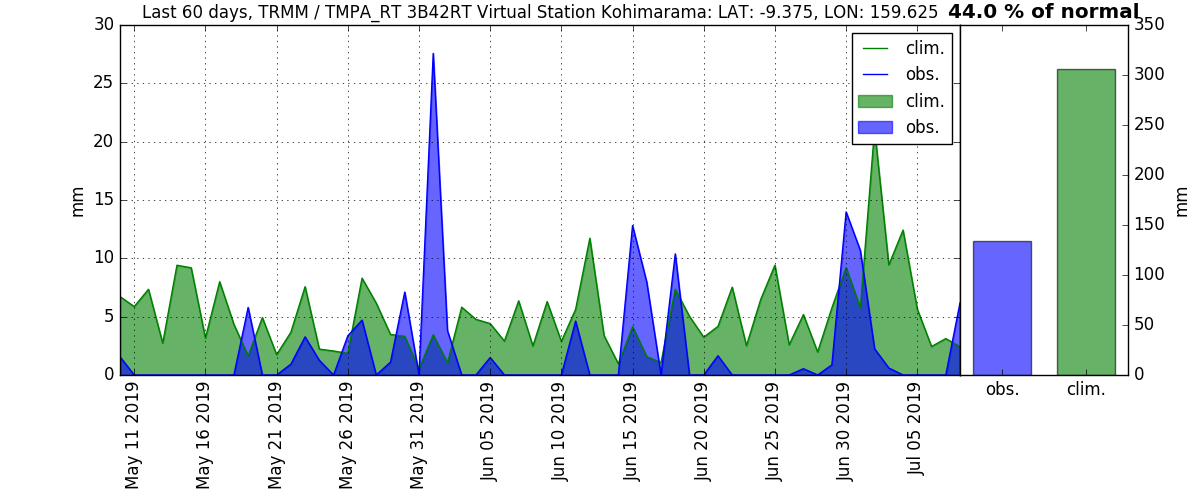 Last 60 days, TRMM / TMPA_RT 3B42RT Virtual Station Kohimarama: LAT: -9.375, LON: 159.625
44.0 % of normal
30
25
20
15
10
5
0
mm
clim.
obs.
clim.
obs.
May 11 2019
May 16 2019
May 21 2019
May 26 2019
May 31 2019
Jun 05 2019
Jun 10 2019
Jun 15 2019
Jun 20 2019
Jun 25 2019
Jun 30 2019
Jul 05 2019
350
300
250
200
150
100
50
0
mm
obs.
clim.